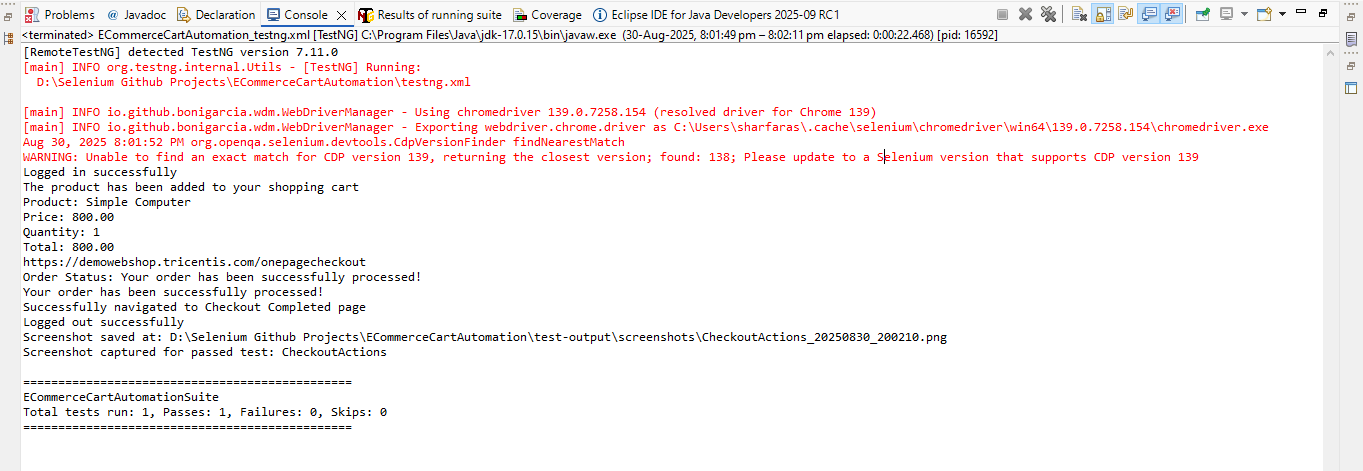 Problems @ Javadoc Declaration Console Results of running suite Coverage Eclipse IDE for Java Developers 2025-09 RC1
<terminated> ECommerceCartAutomation_testng.xml [TestNG] C:\Program Files\Java\jdk-17.0.15\bin\javaw.exe (30-Aug-2025, 8:01:49 pm – 8:02:11 pm elapsed: 0:00:22.468) [pid: 16592]
[RemoteTestNG] detected TestNG version 7.11.0
[main] INFO org.testng.internal.Utils - [TestNG] Running:
  D:\Selenium Github Projects\ECommerceCartAutomation\testng.xml
[main] INFO io.github.bonigarcia.wdm.WebDriverManager - Using chromedriver 139.0.7258.154 (resolved driver for Chrome 139)
[main] INFO io.github.bonigarcia.wdm.WebDriverManager - Exporting webdriver.chrome.driver as C:\Users\sharfaras\.cache\selenium\chromedriver\win64\139.0.7258.154\chromedriver.exe
Aug 30, 2025 8:01:52 PM org.openqa.selenium.devtools.CdpVersionFinder findNearestMatch
WARNING: Unable to find an exact match for CDP version 139, returning the closest version; found: 138; Please update to a Selenium version that supports CDP version 139
Logged in successfully
The product has been added to your shopping cart
Product: Simple Computer
Price: 800.00
Quantity: 1
Total: 800.00
https://demowebshop.tricentis.com/onepagecheckout
Order Status: Your order has been successfully processed!
Your order has been successfully processed!
Successfully navigated to Checkout Completed page
Logged out successfully
Screenshot saved at: D:\Selenium Github Projects\ECommerceCartAutomation\test-output\screenshots\CheckoutActions_20250830_200210.png
Screenshot captured for passed test: CheckoutActions
===============================================
ECommerceCartAutomationSuite
Total tests run: 1, Passes: 1, Failures: 0, Skips: 0
===============================================